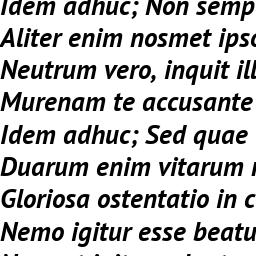 Idem adhuc; Non semp
Aliter enim nosmet ips
Neutrum vero, inquit ill
Murenam te accusante
Idem adhuc; Sed quae
Duarum enim vitarum
Gloriosa ostentatio in c
Nemo igitur esse beatu